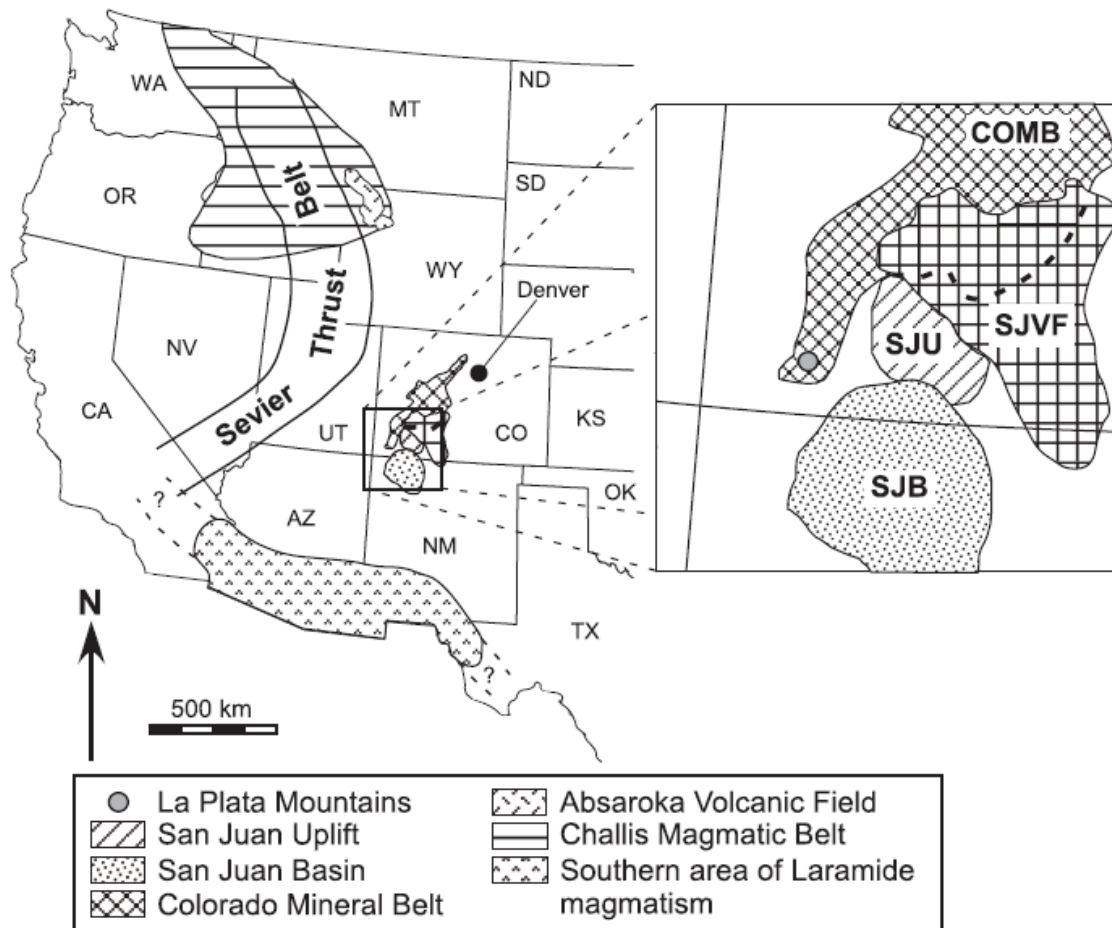 WA
MT
ND
OR
Belt
SD
WY
Thrust
Denver
NV
CA
Sevier
UT
CO
KS
AZ
NM
OK
TX
?
?
COMB
SJVF
SJU
SJB
N
500 km
La Plata Mountains
San Juan Uplift
San Juan Basin
Colorado Mineral Belt
Absaroka Volcanic Field
Challis Magmatic Belt
Southern area of Laramide
magmatism